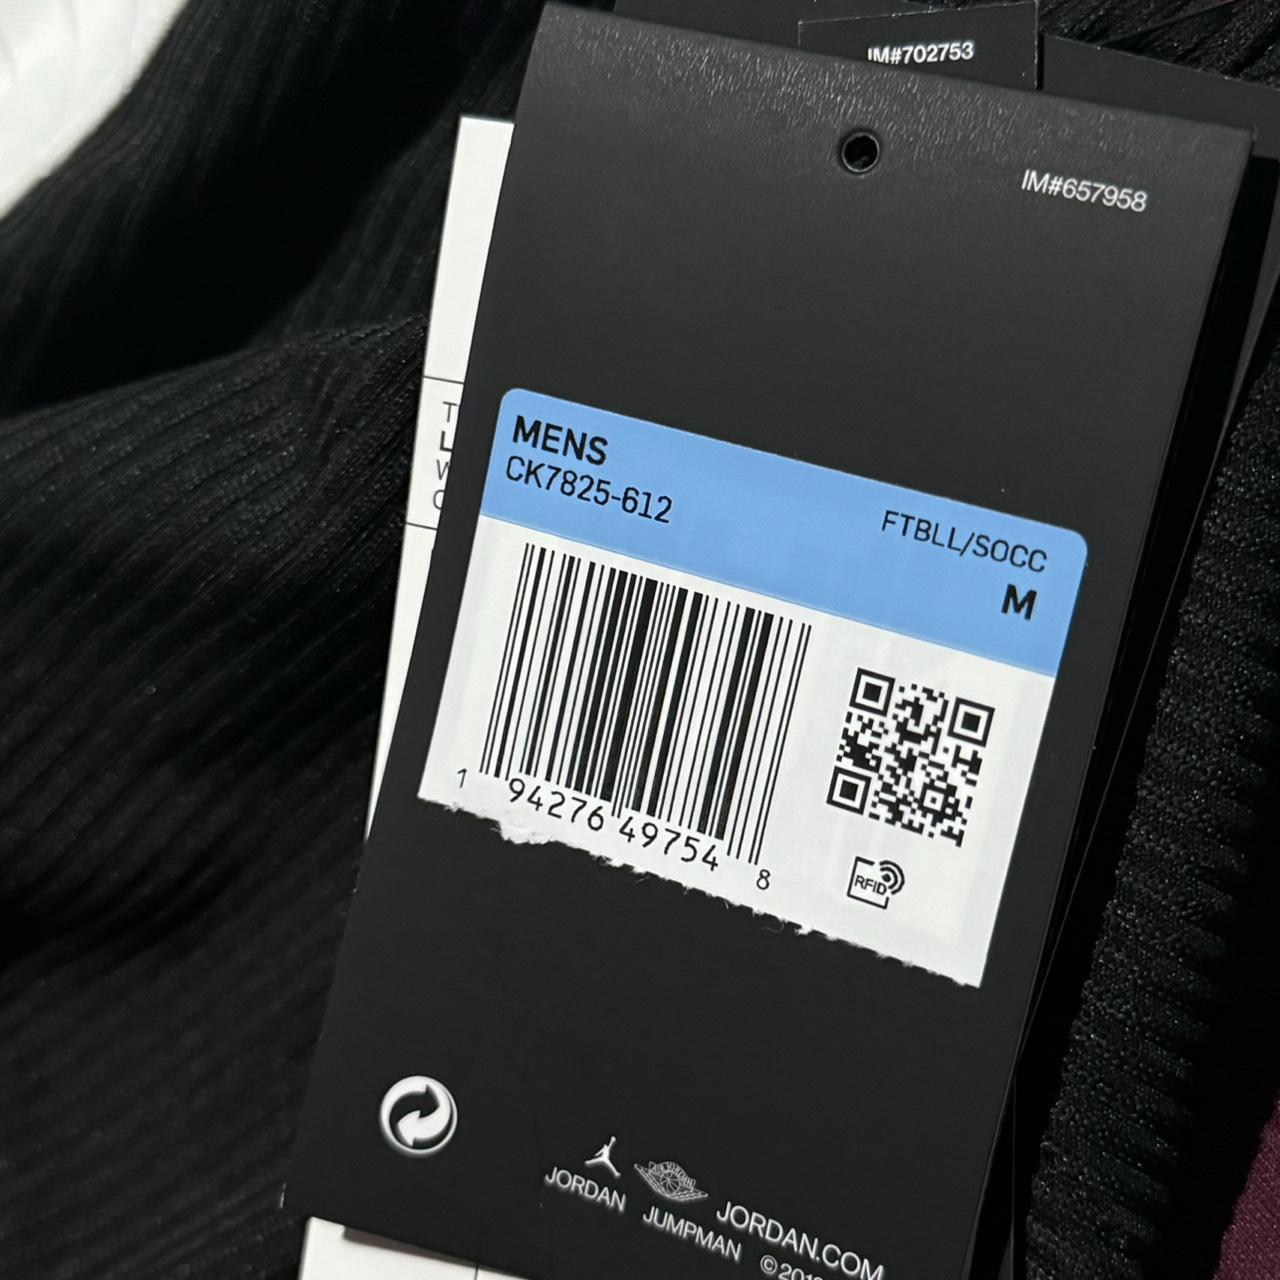 IM#702753
IM#657958
MENS
CK7825-612
FTBLL/SOCC
M
1 94276 49754 8
RFID
JORDAN JUMPMAN JORDAN.COM